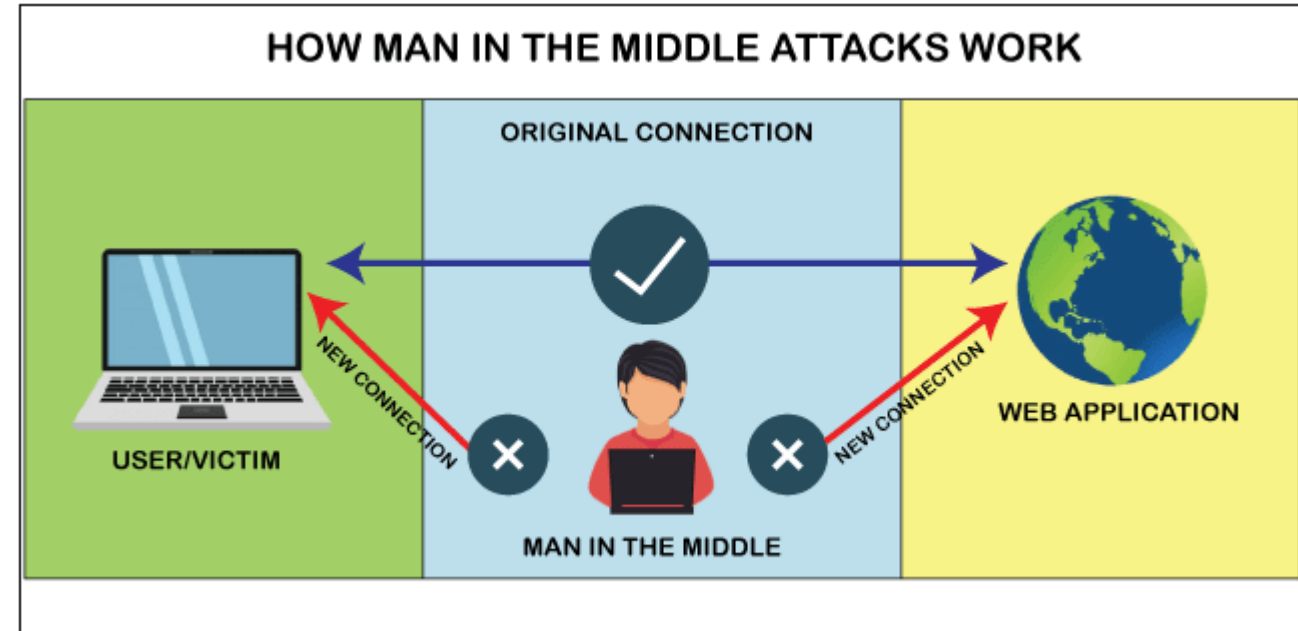 HOW MAN IN THE MIDDLE ATTACKS WORK
ORIGINAL CONNECTION
NEW CONNECTION
NEW CONNECTION
USER/VICTIM
WEB APPLICATION
MAN IN THE MIDDLE